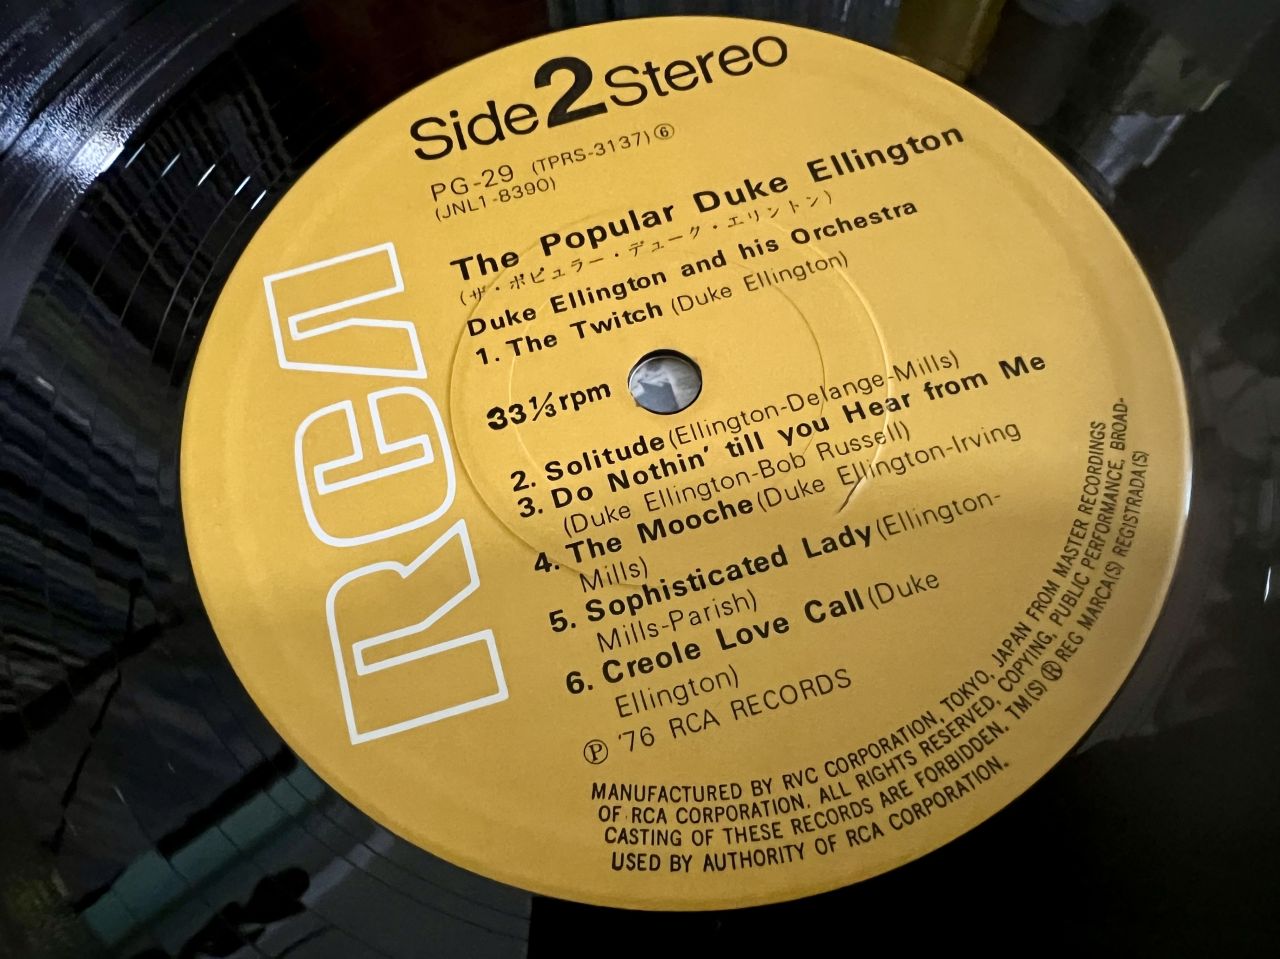 Side 2 Stereo
PG-29 (TPRS-3137) ⑥
(JNL1-8390)
The Popular Duke Ellington
(ザ・ポピュラー・デューク・エリントン)
Duke Ellington and his Orchestra
1. The Twitch (Duke Ellington)
33⅓rpm
2. Solitude (Ellington-Delange-Mills)
3. Do Nothin' till you Hear from Me
(Duke Ellington-Bob Russell)
4. The Mooche (Duke Ellington-Irving
Mills)
5. Sophisticated Lady (Ellington-
Mills-Parish)
6. Creole Love Call (Duke
Ellington)
℗ '76 RCA RECORDS
RCA
MANUFACTURED BY RVC CORPORATION, TOKYO, JAPAN FROM MASTER RECORDINGS
OF RCA CORPORATION. ALL RIGHTS RESERVED, COPYING, PUBLIC PERFORMANCE, BROAD-
CASTING OF THESE RECORDS ARE FORBIDDEN. TM(S) ® REG MARCA(S) REGISTRADA(S)
USED BY AUTHORITY OF RCA CORPORATION.